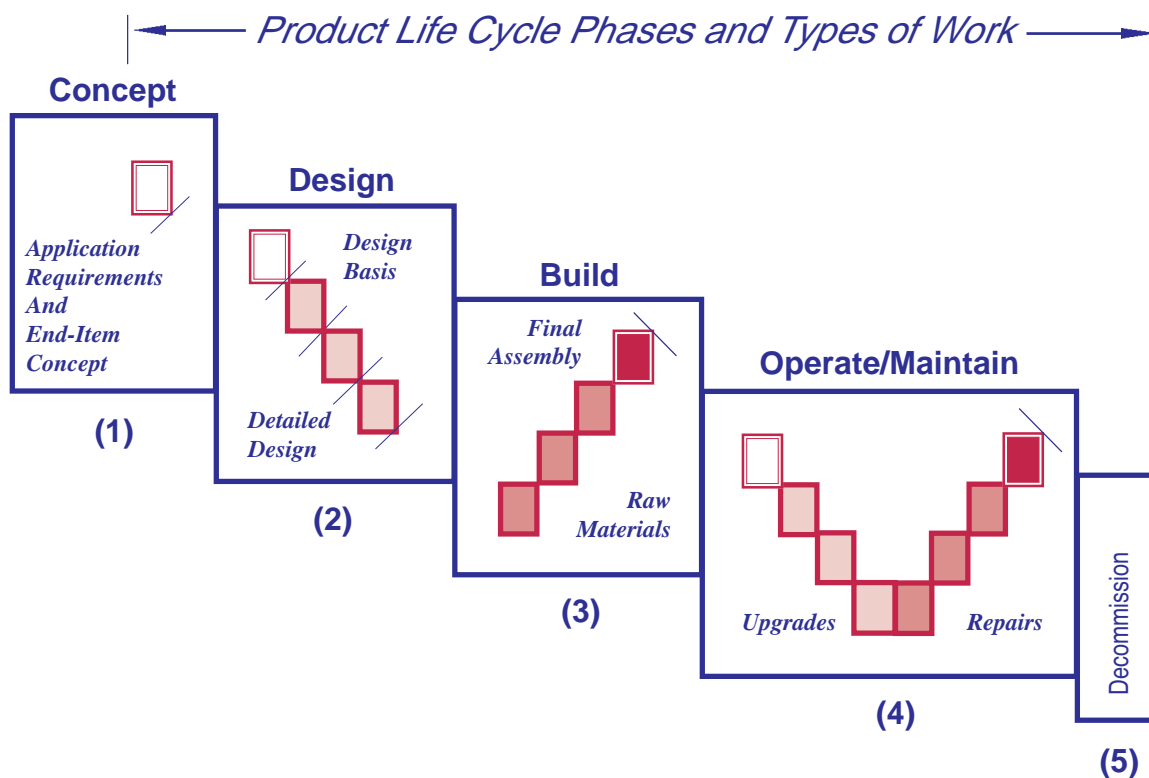 Product Life Cycle Phases and Types of Work
Concept
Application
Requirements
And
End-Item
Concept
(1)
Design
Design
Basis
Detailed
Design
(2)
Build
Final
Assembly
Raw
Materials
(3)
Operate/Maintain
Upgrades
Repairs
(4)
Decommission
(5)